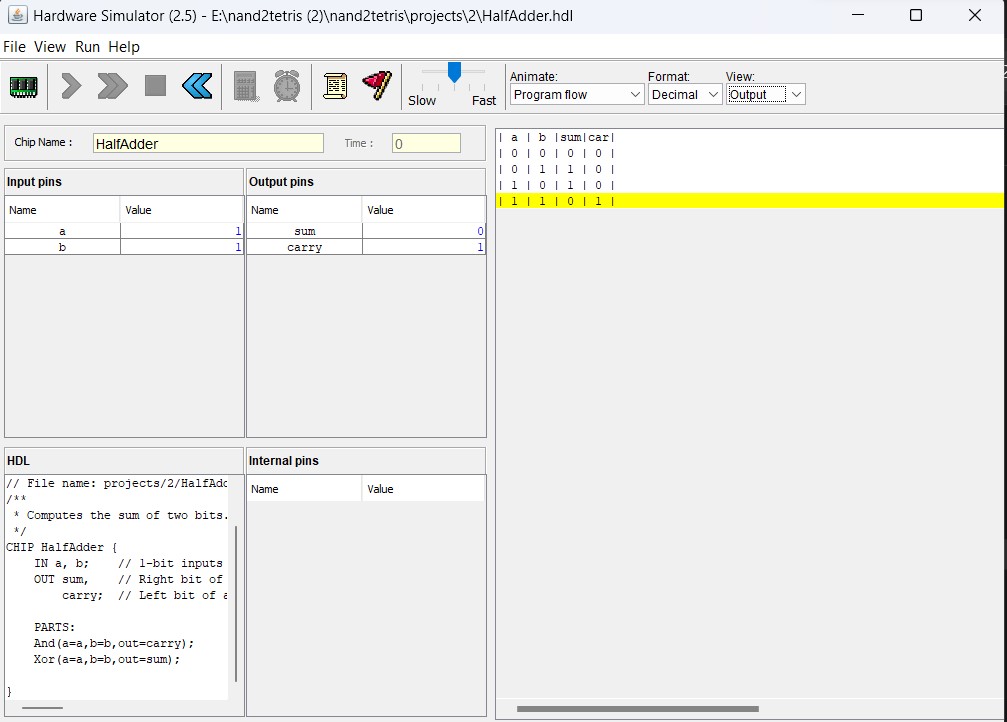 Hardware Simulator (2.5) - E:\nand2tetris (2)\nand2tetris\projects\2\HalfAdder.hdl
File View Run Help
Slow Fast
Animate: Format: View:
Program flow Decimal Output
Chip Name : HalfAdder Time : 0
Input pins
Name Value
a 1
b 1
Output pins
Name Value
sum 0
carry 1
HDL
// File name: projects/2/HalfAdd
/**
 * Computes the sum of two bits.
 */
CHIP HalfAdder {
    IN a, b;    // 1-bit inputs
    OUT sum,    // Right bit of
        carry;  // Left bit of a

    PARTS:
    And(a=a,b=b,out=carry);
    Xor(a=a,b=b,out=sum);

}
Internal pins
Name Value
| a | b |sum|car|
| 0 | 0 | 0 | 0 |
| 0 | 1 | 1 | 0 |
| 1 | 0 | 1 | 0 |
| 1 | 1 | 0 | 1 |